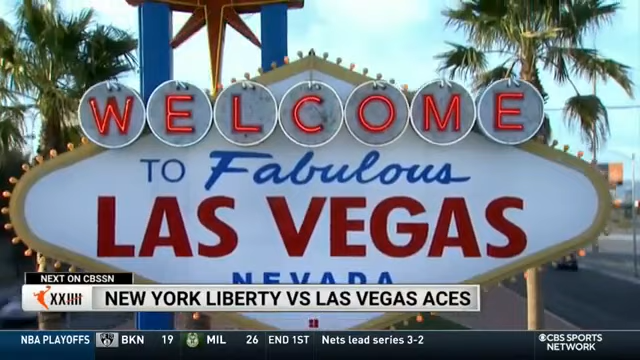 WELCOME
TO Fabulous
LAS VEGAS
NEVADA
NEXT ON CBSSN
NEW YORK LIBERTY VS LAS VEGAS ACES
NBA PLAYOFFS BKN 19 MIL 26 END 1ST Nets lead series 3-2
CBS SPORTS
NETWORK